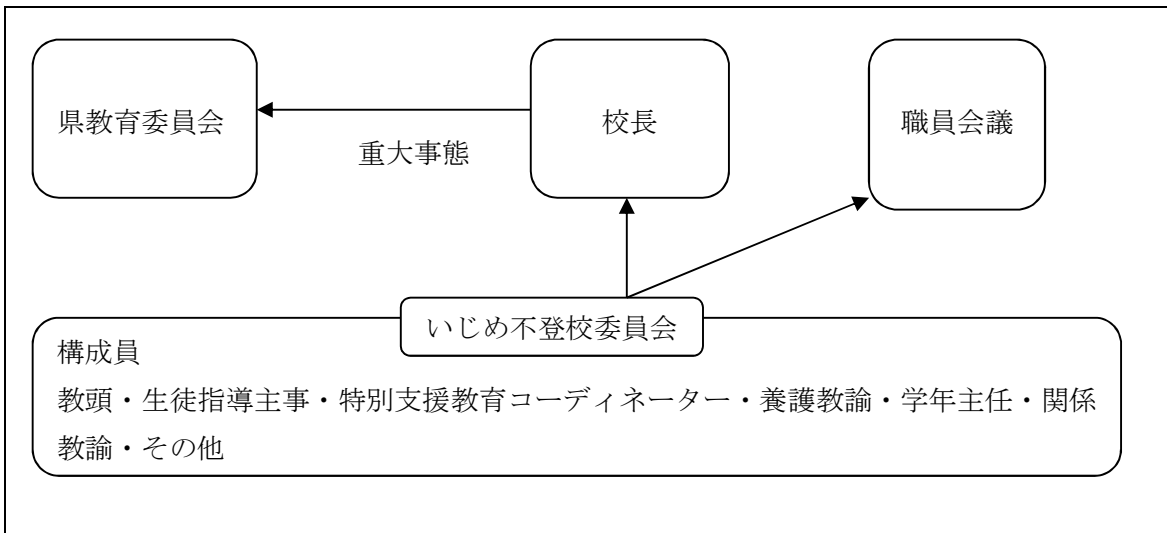 県教育委員会
校長
職員会議
重大事態
いじめ不登校委員会
構成員
教頭・生徒指導主事・特別支援教育コーディネーター・養護教諭・学年主任・関係
教諭・その他